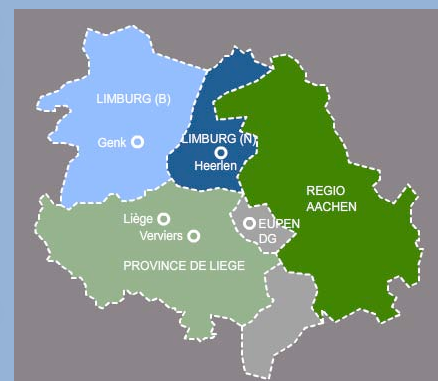 LIMBURG (B)
Genk
LIMBURG (N)
Heerlen
REGIO
AACHEN
Liège
Verviers
EUPEN
DG
PROVINCE DE LIEGE